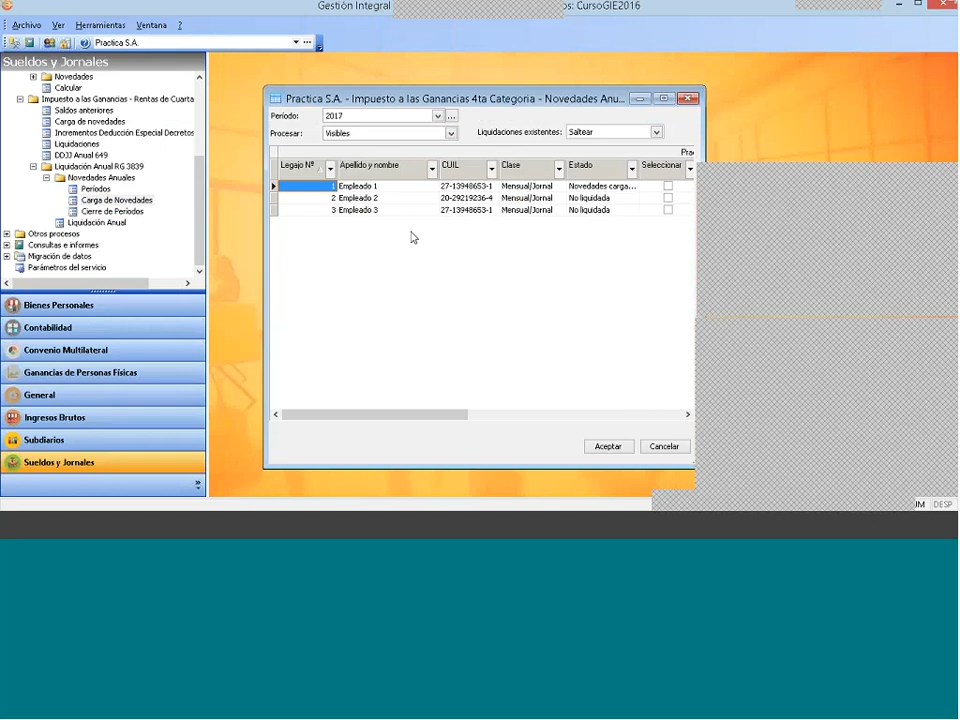 Gestión Integral
os: CursoGIE2016
Archivo Ver Herramientas Ventana ?
Practica S.A.
Sueldos y Jornales
Novedades
Calcular
Impuesto a las Ganancias - Rentas de Cuarta
Saldos anteriores
Carga de novedades
Incrementos Deducción Especial Decretos
Liquidaciones
DDJJ Anual 649
Liquidación Anual RG 3839
Novedades Anuales
Períodos
Carga de Novedades
Cierre de Períodos
Liquidación Anual
Otros procesos
Consultas e informes
Migración de datos
Parámetros del servicio
Bienes Personales
Contabilidad
Convenio Multilateral
Ganancias de Personas Físicas
General
Ingresos Brutos
Subdiarios
Sueldos y Jornales
Practica S.A. - Impuesto a las Ganancias 4ta Categoria - Novedades Anu...
Período: 2017 ...
Procesar: Visibles Liquidaciones existentes: Saltear
Pra
Legajo Nº Apellido y nombre CUIL Clase Estado Seleccionar
1 Empleado 1 27-13948653-1 Mensual/Jornal Novedades carga...
2 Empleado 2 20-29219236-4 Mensual/Jornal No liquidada
3 Empleado 3 27-13948653-1 Mensual/Jornal No liquidada
Aceptar Cancelar
IM DESP